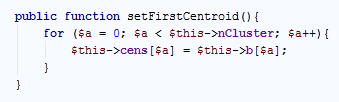 public function setFirstCentroid(){
    for ($a = 0; $a < $this->nCluster; $a++){
        $this->cens[$a] = $this->b[$a];
    }
}